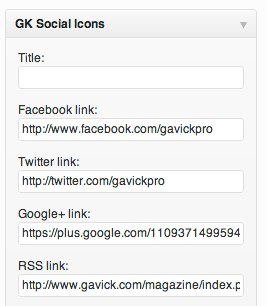 GK Social Icons
Title:
Facebook link:
http://www.facebook.com/gavickpro
Twitter link:
http://twitter.com/gavickpro
Google+ link:
https://plus.google.com/1109371499594
RSS link:
http://www.gavick.com/magazine/index.p